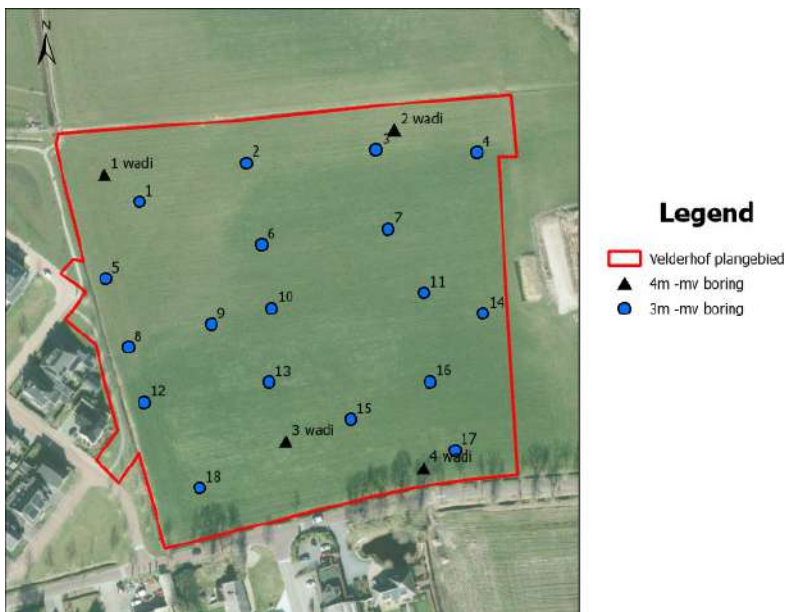 N
2 wadi
3
4
2
1 wadi
1
7
6
5
11
10
14
9
8
13
16
12
15
3 wadi
17
4 wadi
18
Legend
Velderhof plangebied
4m -mv boring
3m -mv boring